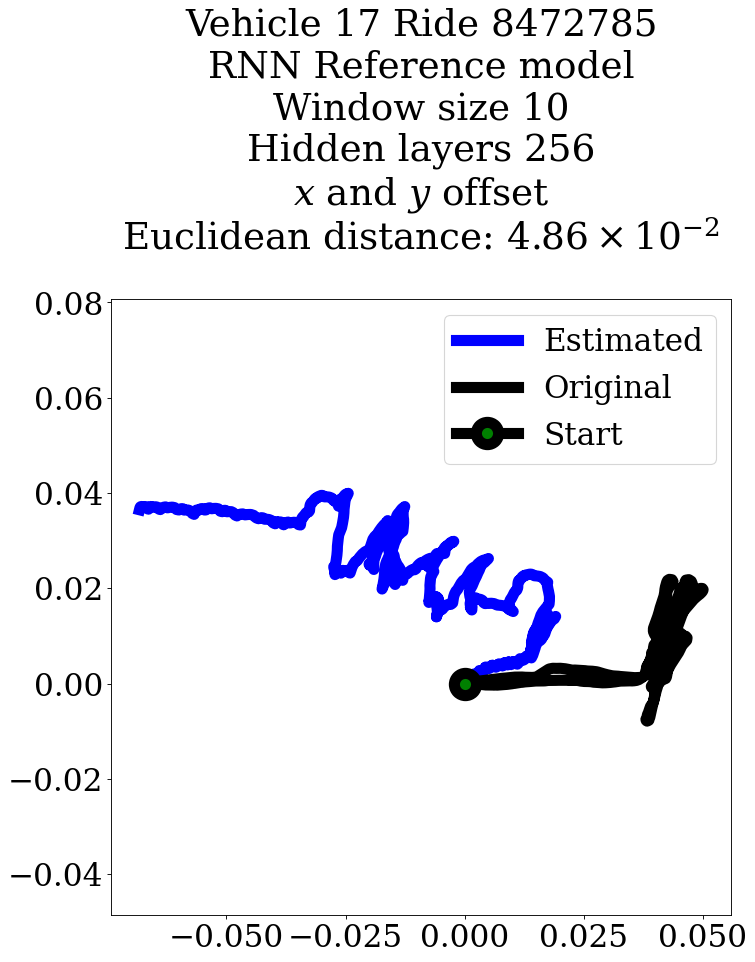 Vehicle 17 Ride 8472785
RNN Reference model
Window size 10
Hidden layers 256
x and y offset
Euclidean distance: 4.86 × 10⁻²
0.08
0.06
0.04
0.02
0.00
−0.02
−0.04
Estimated
Original
Start
−0.050 −0.025 0.000 0.025 0.050